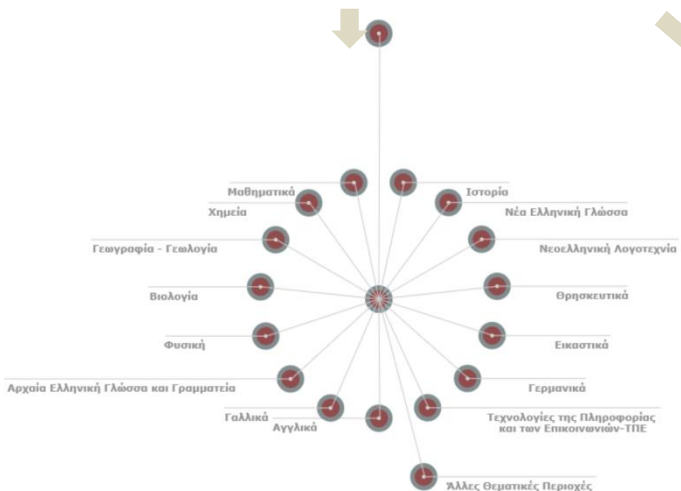 Μαθηματικά
Ιστορία
Χημεία
Νέα Ελληνική Γλώσσα
Γεωγραφία - Γεωλογία
Νεοελληνική Λογοτεχνία
Βιολογία
Θρησκευτικά
Φυσική
Εικαστικά
Αρχαία Ελληνική Γλώσσα και Γραμματεία
Γερμανικά
Γαλλικά
Τεχνολογίες της Πληροφορίας
Αγγλικά
και των Επικοινωνιών-ΤΠΕ
Άλλες Θεματικές Περιοχές